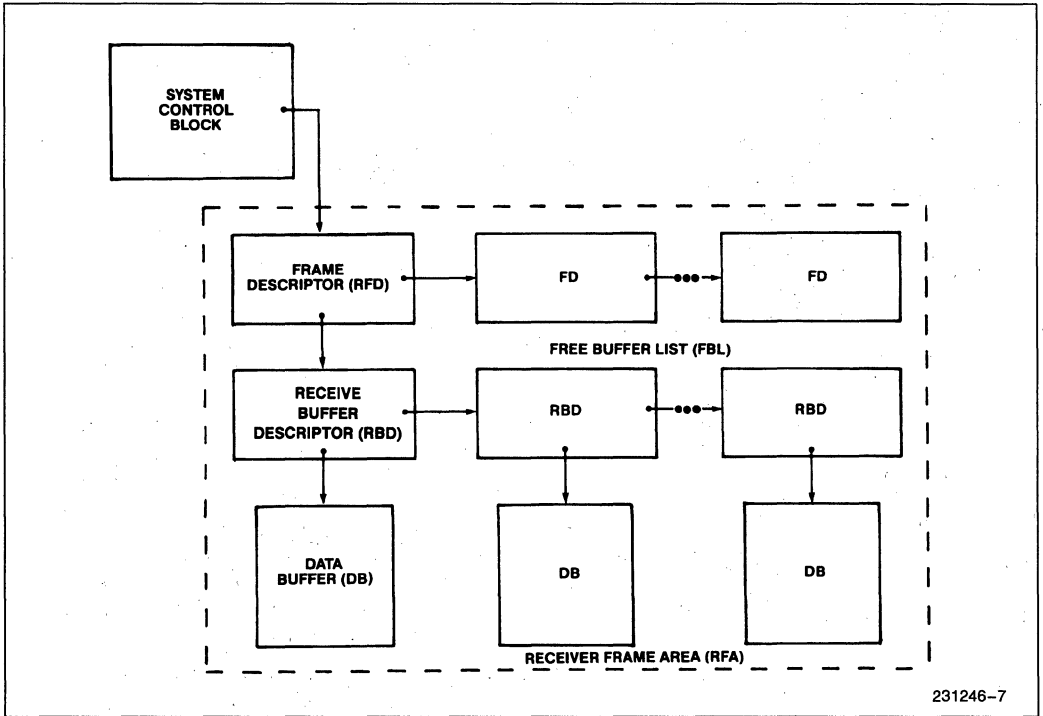 SYSTEM
CONTROL
BLOCK
FRAME
DESCRIPTOR (RFD)
FD
FD
FREE BUFFER LIST (FBL)
RECEIVE
BUFFER
DESCRIPTOR (RBD)
RBD
RBD
DATA
BUFFER (DB)
DB
DB
RECEIVER FRAME AREA (RFA)
231246–7